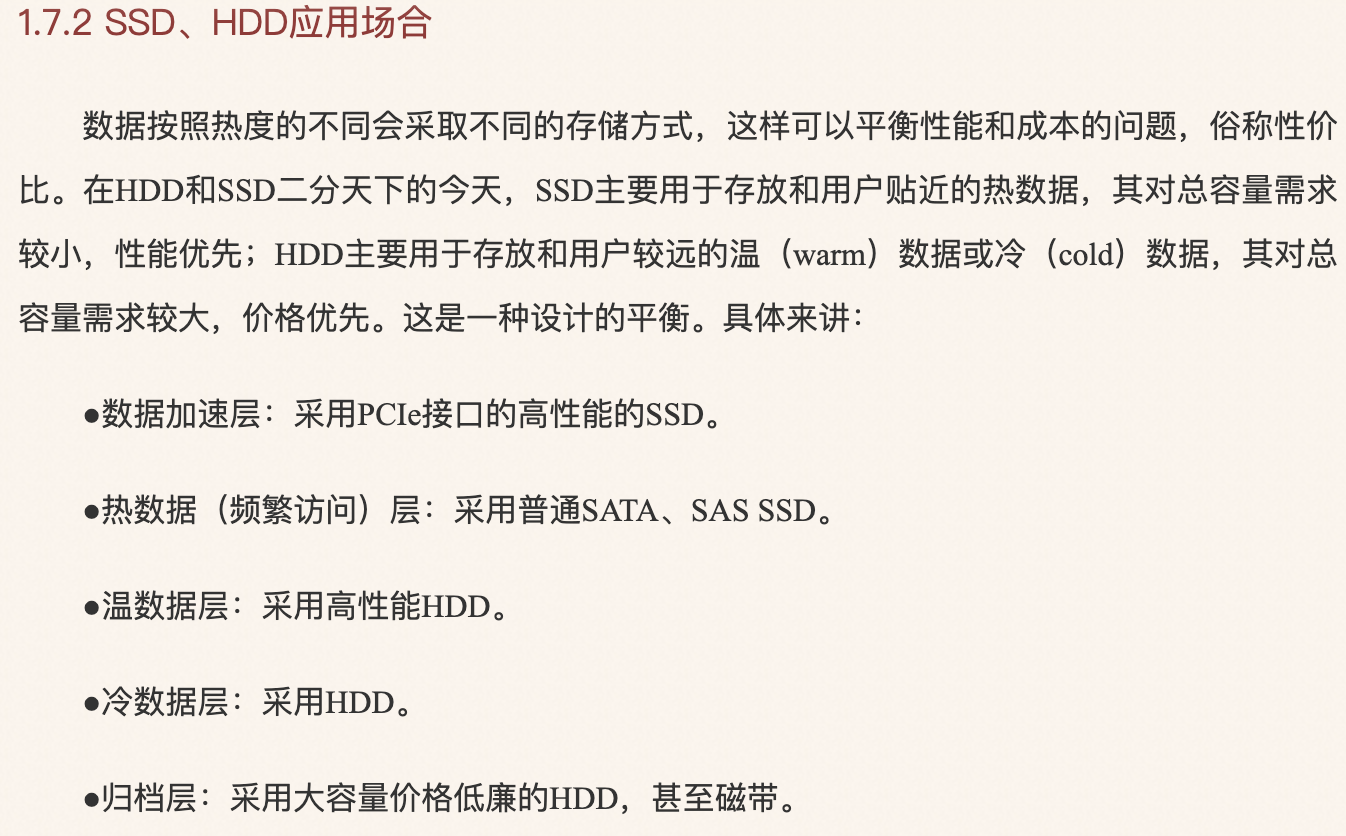 1.7.2 SSD、HDD应用场合
数据按照热度的不同会采取不同的存储方式，这样可以平衡性能和成本的问题，俗称性价
比。在HDD和SSD二分天下的今天，SSD主要用于存放和用户贴近的热数据，其对总容量需求
较小，性能优先；HDD主要用于存放和用户较远的温（warm）数据或冷（cold）数据，其对总
容量需求较大，价格优先。这是一种设计的平衡。具体来讲：
●数据加速层：采用PCIe接口的高性能的SSD。
●热数据（频繁访问）层：采用普通SATA、SAS SSD。
●温数据层：采用高性能HDD。
●冷数据层：采用HDD。
●归档层：采用大容量价格低廉的HDD，甚至磁带。